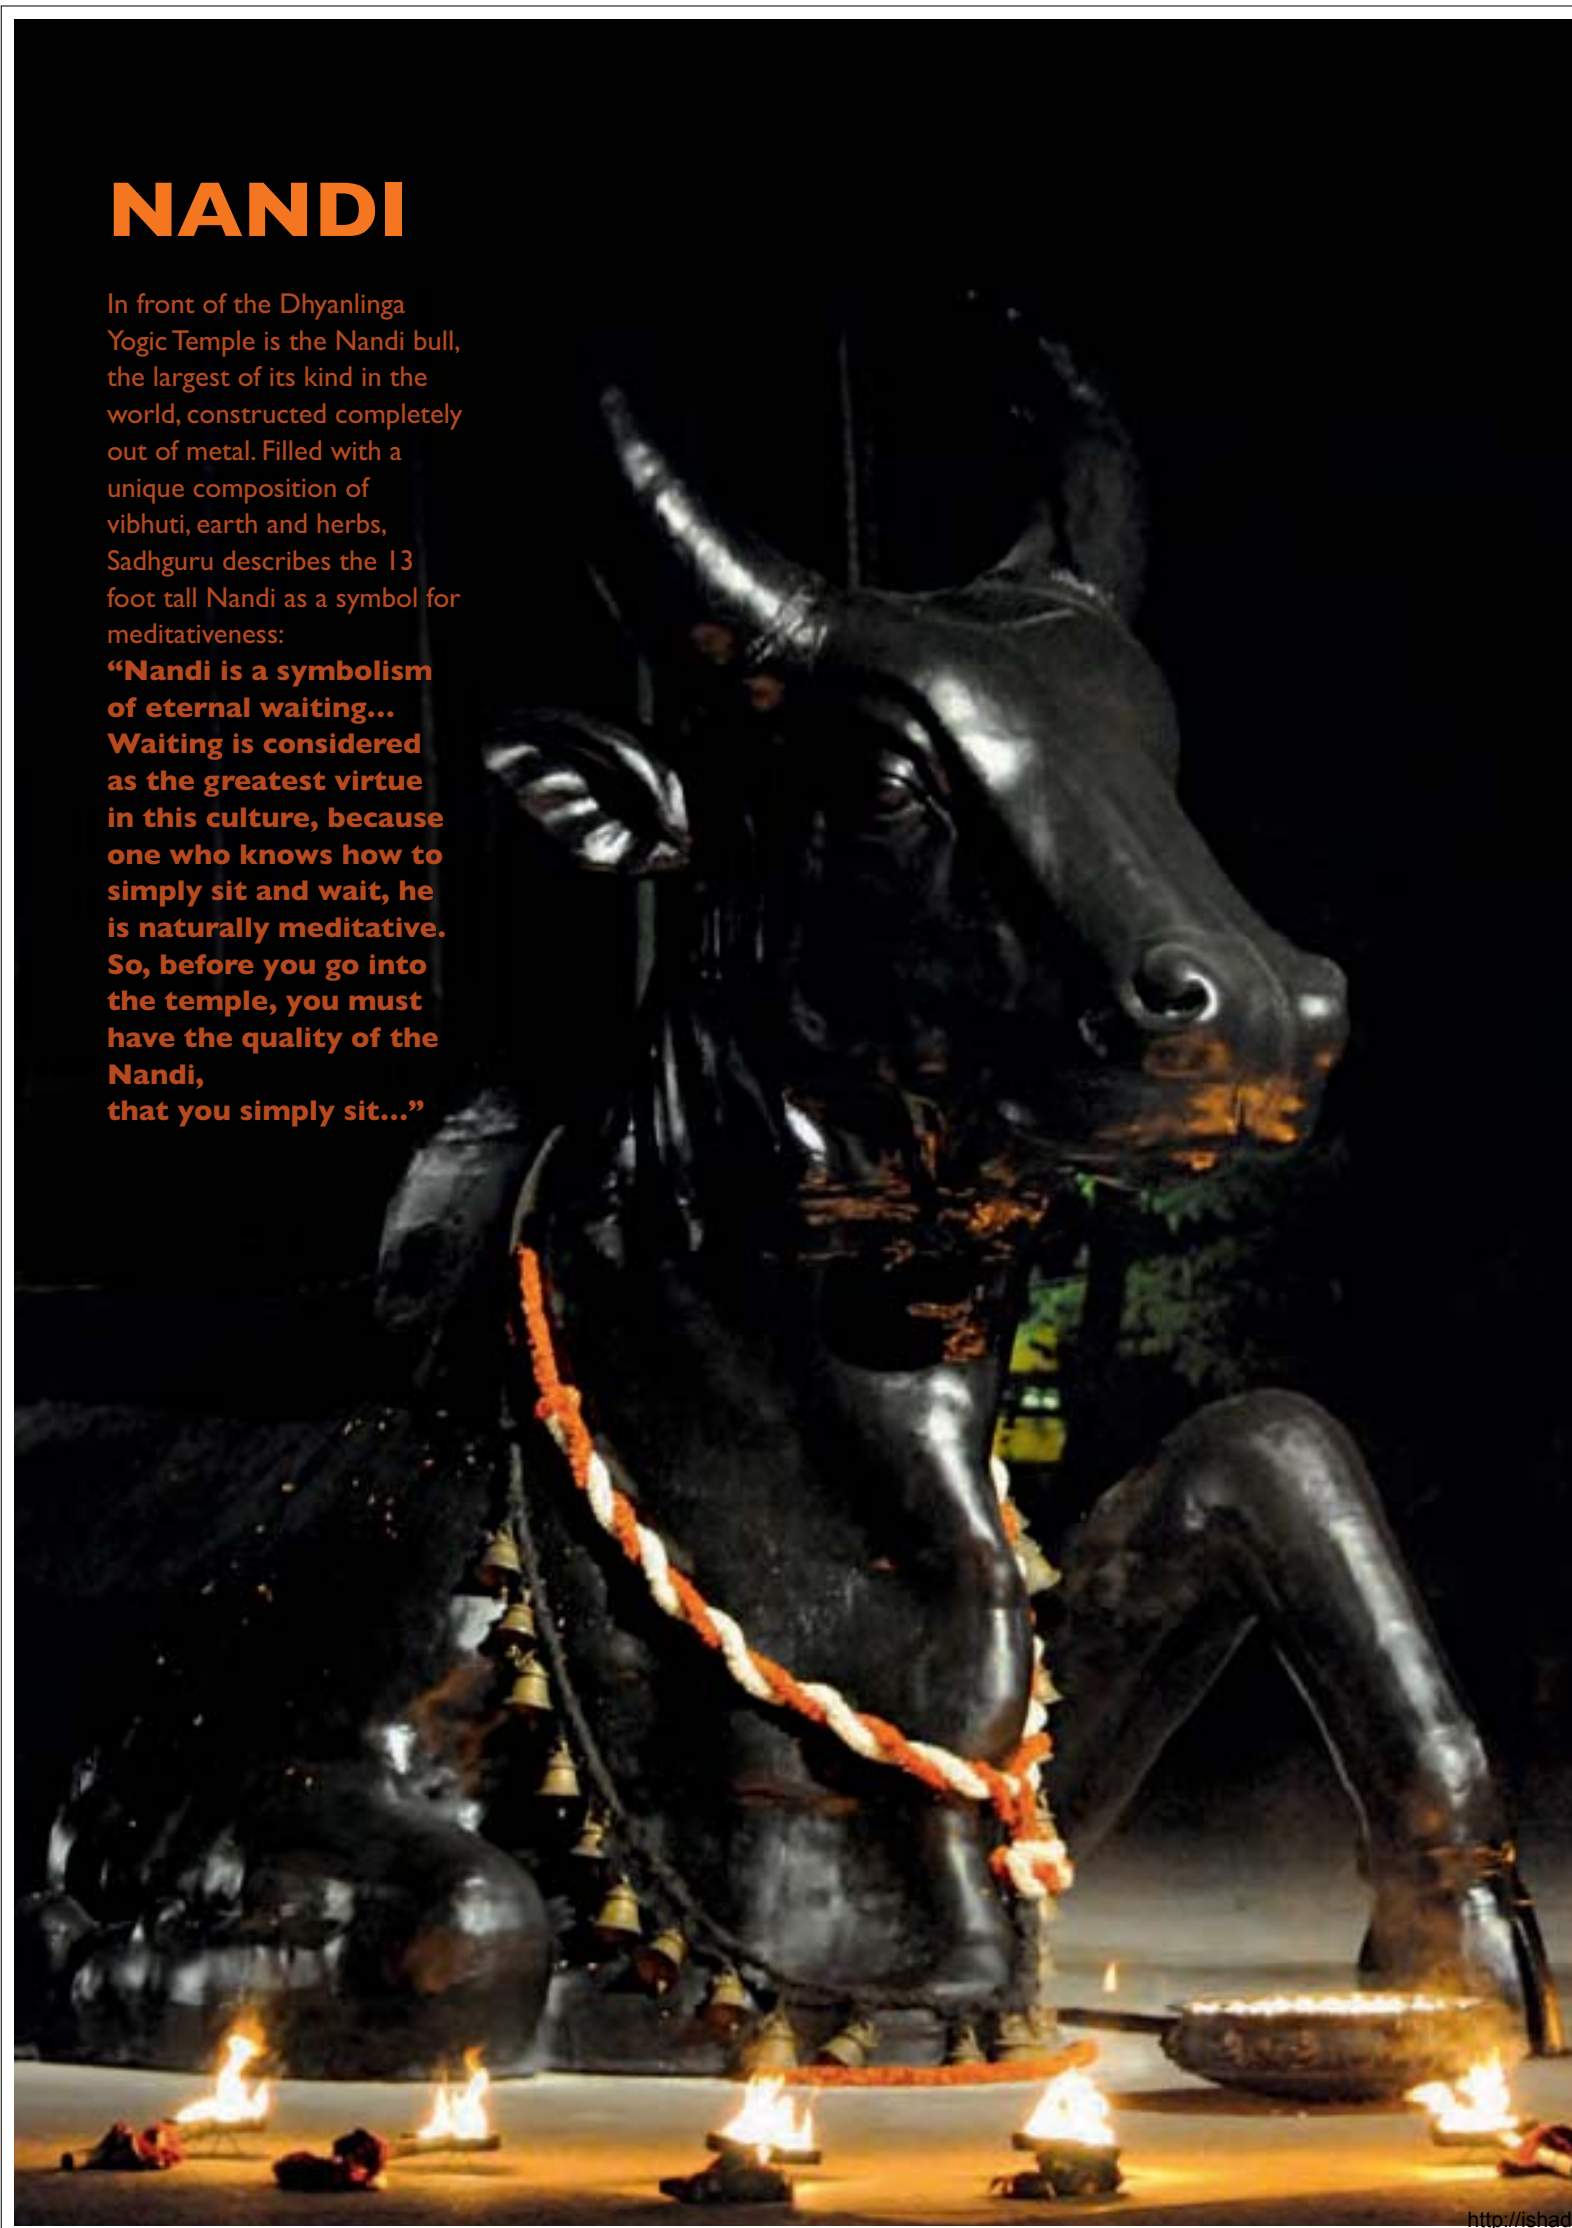 NANDI
In front of the Dhyanlinga
Yogic Temple is the Nandi bull,
the largest of its kind in the
world, constructed completely
out of metal. Filled with a
unique composition of
vibhuti, earth and herbs,
Sadhguru describes the 13
foot tall Nandi as a symbol for
meditativeness:
“Nandi is a symbolism
of eternal waiting...
Waiting is considered
as the greatest virtue
in this culture, because
one who knows how to
simply sit and wait, he
is naturally meditative.
So, before you go into
the temple, you must
have the quality of the
Nandi,
that you simply sit...”
http://ishad